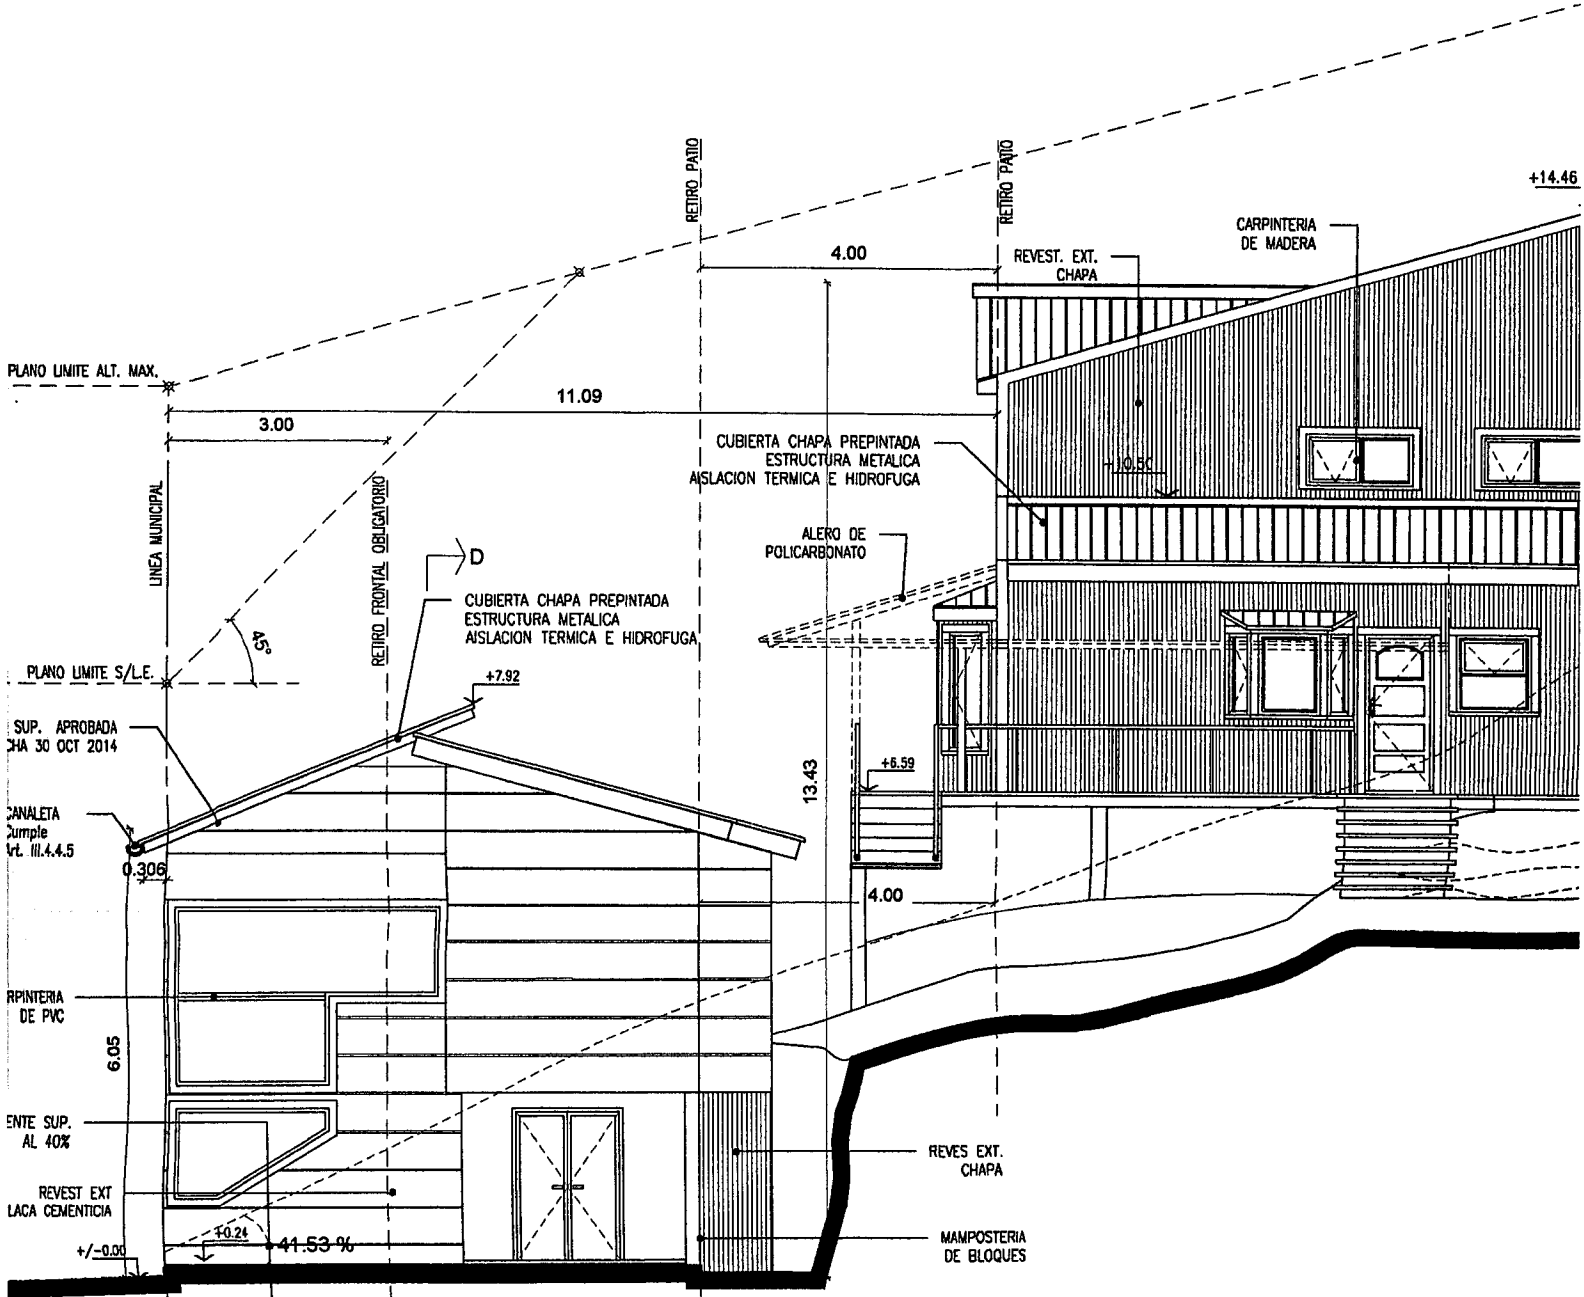 RETIRO PATIO
RETIRO PATIO
+14.46
CARPINTERIA
DE MADERA
REVEST. EXT.
CHAPA
4.00
PLANO LIMITE ALT. MAX.
11.09
3.00
CUBIERTA CHAPA PREPINTADA
ESTRUCTURA METALICA
AISLACION TERMICA E HIDROFUGA
+10.50
LINEA MUNICIPAL
RETIRO FRONTAL OBLIGATORIO
ALERO DE
POLICARBONATO
D
CUBIERTA CHAPA PREPINTADA
ESTRUCTURA METALICA
AISLACION TERMICA E HIDROFUGA
45°
PLANO LIMITE S/L.E.
+7.92
SUP. APROBADA
CHA 30 OCT 2014
13.43
+6.59
CANALETA
Cumple
Art. III.4.4.5
0.306
4.00
RPINTERIA
DE PVC
6.05
ENTE SUP.
AL 40%
REVES EXT.
CHAPA
REVEST EXT
LACA CEMENTICIA
+0.24
41.53 %
+/-0.00
MAMPOSTERIA
DE BLOQUES